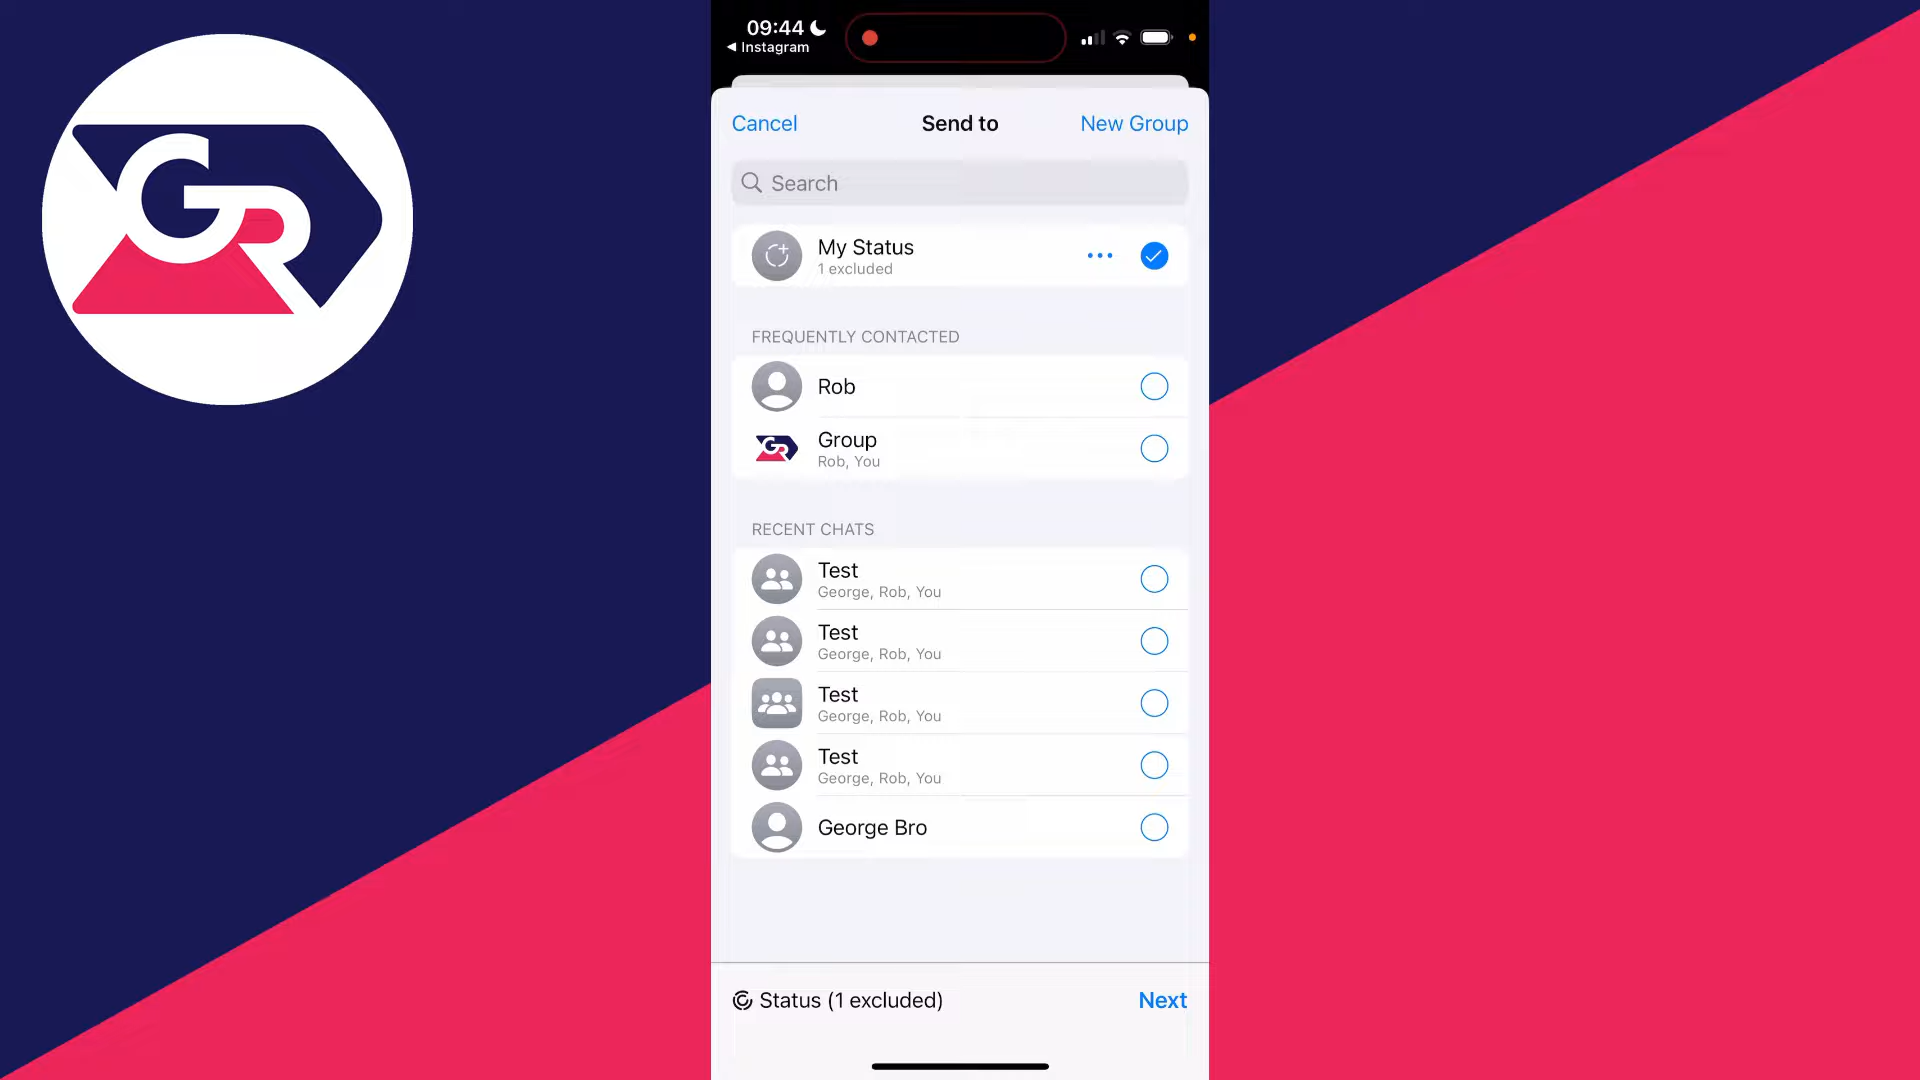 GR
09:44
◀ Instagram
Cancel
Send to
New Group
Search
My Status
1 excluded
FREQUENTLY CONTACTED
Rob
GR
Group
Rob, You
RECENT CHATS
Test
George, Rob, You
Test
George, Rob, You
Test
George, Rob, You
Test
George, Rob, You
George Bro
Status (1 excluded)
Next